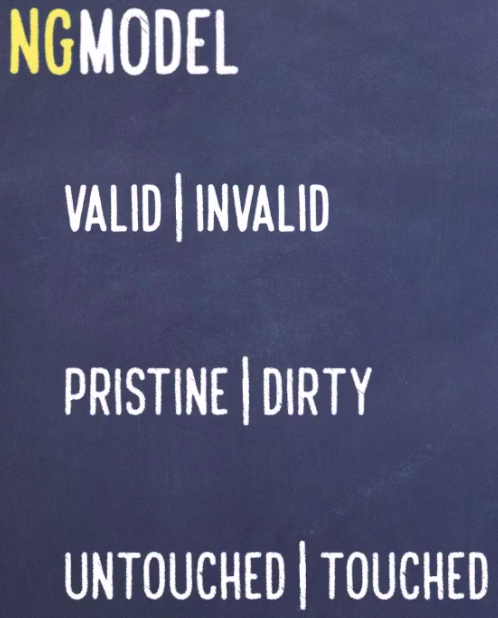 NGMODEL
VALID | INVALID
PRISTINE | DIRTY
UNTOUCHED | TOUCHED